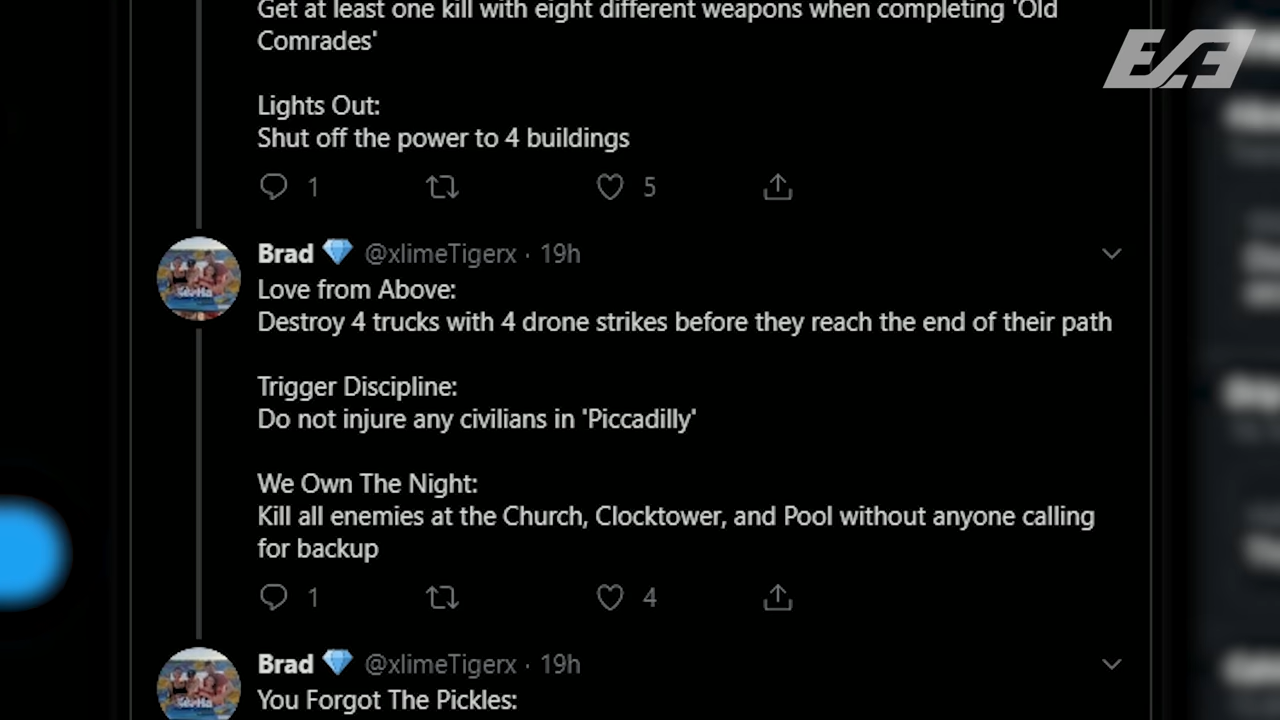 Get at least one kill with eight different weapons when completing 'Old
Comrades'
Lights Out:
Shut off the power to 4 buildings
1
5
Brad @xlimeTigerx · 19h
Love from Above:
Destroy 4 trucks with 4 drone strikes before they reach the end of their path
Trigger Discipline:
Do not injure any civilians in 'Piccadilly'
We Own The Night:
Kill all enemies at the Church, Clocktower, and Pool without anyone calling
for backup
1
4
Brad @xlimeTigerx · 19h
You Forgot The Pickles: